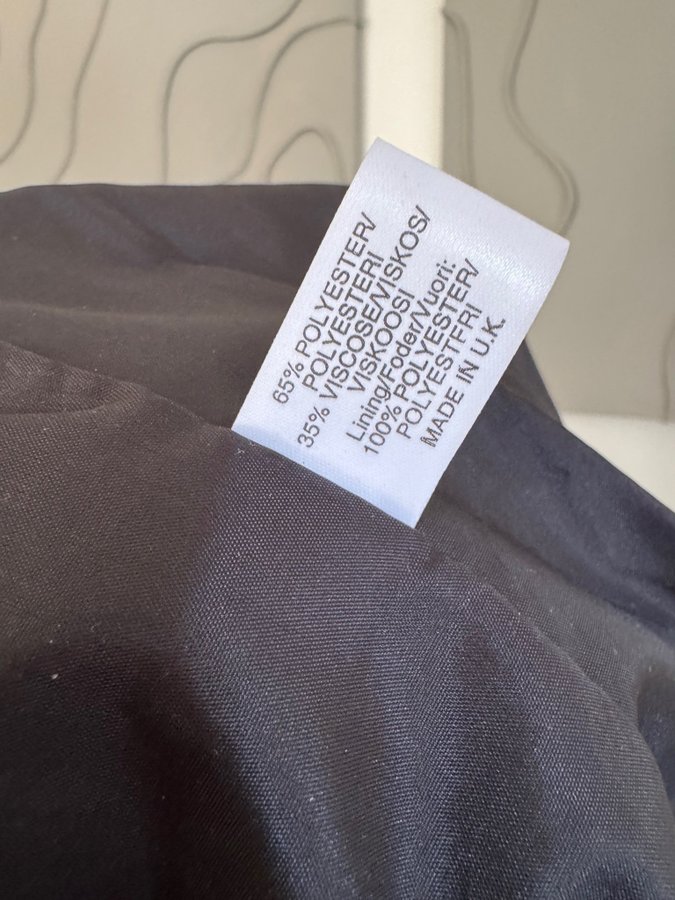 65% POLYESTER/
POLYESTERI
35% VISCOSE/VISKOS/
VISKOOSI
Lining/Foder/Vuori:
100% POLYESTER/
POLYESTERI
MADE IN U.K.